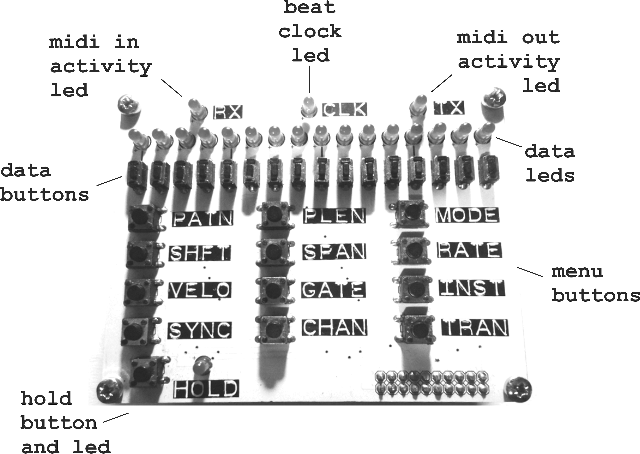 beat
clock
led
midi in
activity
led
midi out
activity
led
RX
CLK
TX
data
buttons
data
leds
PATN
PLEN
MODE
SHFT
SPAN
RATE
VELO
GATE
INST
SYNC
CHAN
TRAN
menu
buttons
HOLD
hold
button
and led